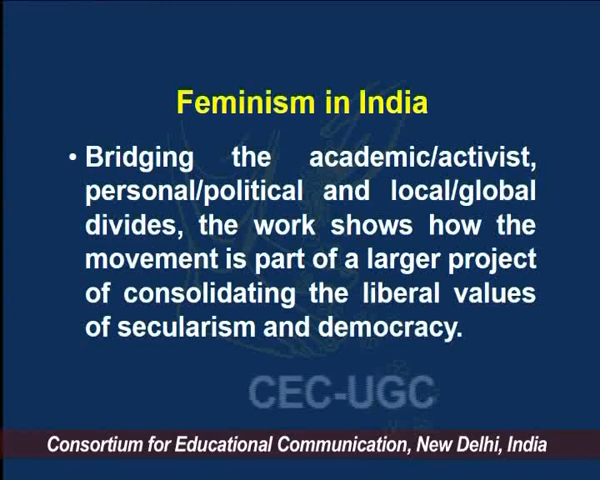 Feminism in India
• Bridging the academic/activist,
personal/political and local/global
divides, the work shows how the
movement is part of a larger project
of consolidating the liberal values
of secularism and democracy.
CEC-UGC
Consortium for Educational Communication, New Delhi, India